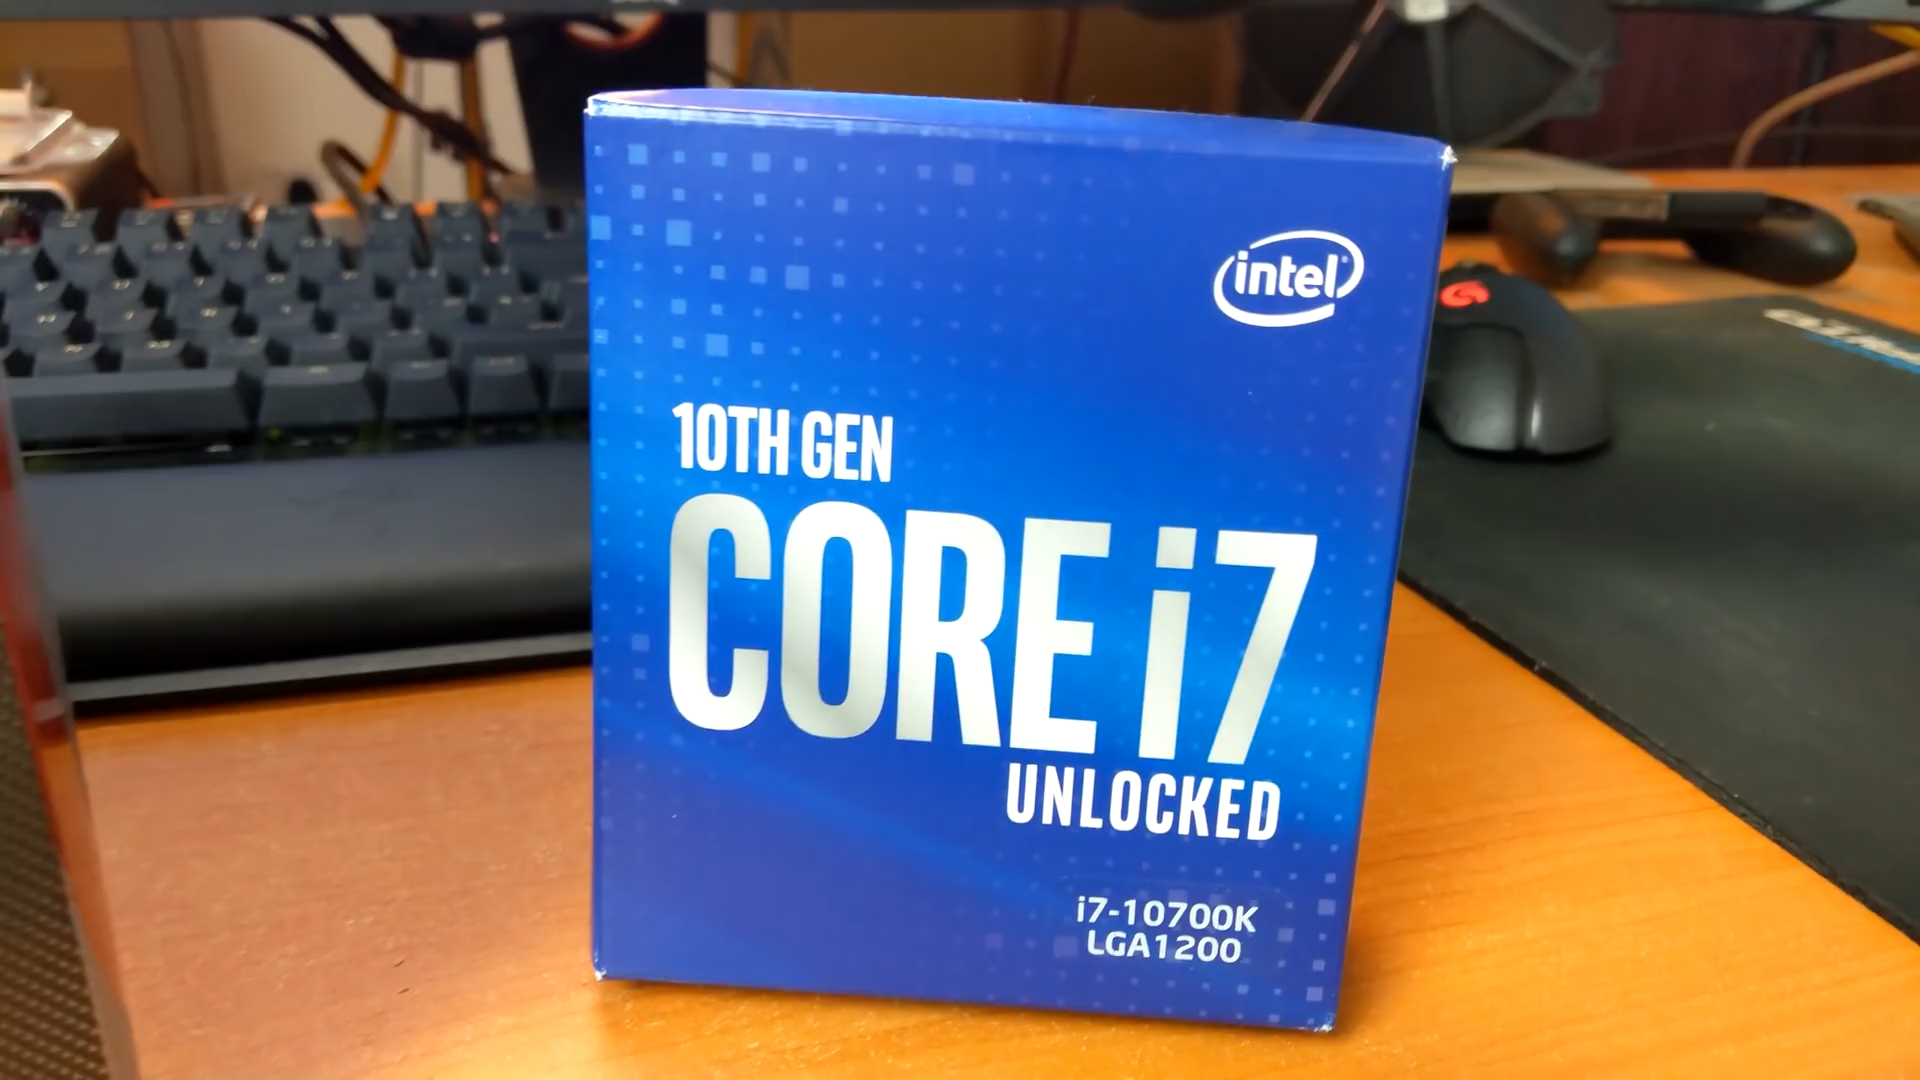 intel
10TH GEN
CORE i7
UNLOCKED
i7-10700K
LGA1200